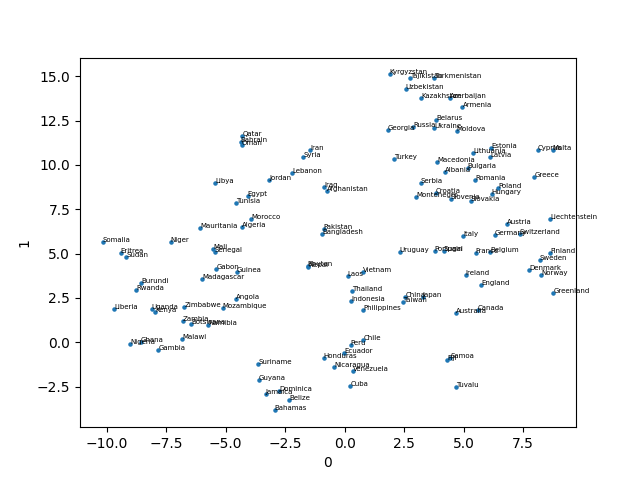 15.0
12.5
10.0
7.5
5.0
2.5
0.0
−2.5
1
−10.0
−7.5
−5.0
−2.5
0.0
2.5
5.0
7.5
0
Kyrgyzstan
Tajikistan
Turkmenistan
Uzbekistan
Kazakhstan
Azerbaijan
Armenia
Belarus
Georgia
Russia
Ukraine
Moldova
Qatar
Bahrain
Oman
Iran
Syria
Turkey
Macedonia
Lithuania
Estonia
Latvia
Cyprus
Malta
Bulgaria
Albania
Lebanon
Jordan
Libya
Iraq
Afghanistan
Serbia
Romania
Greece
Poland
Hungary
Croatia
Montenegro
Slovenia
Slovakia
Egypt
Tunisia
Morocco
Algeria
Mauritania
Pakistan
Bangladesh
Austria
Liechtenstein
Italy
Germany
Switzerland
Somalia
Niger
Eritrea
Sudan
Mali
Senegal
Uruguay
Portugal
Spain
France
Belgium
Finland
Sweden
Denmark
Norway
Gabon
Guinea
Madagascar
Nepal
Laos
Vietnam
Ireland
England
Greenland
Burundi
Rwanda
Thailand
Indonesia
Philippines
China
Japan
Taiwan
Angola
Mozambique
Zimbabwe
Liberia
Uganda
Kenya
Australia
Canada
Zambia
Botswana
Namibia
Malawi
Nigeria
Ghana
Gambia
Chile
Peru
Ecuador
Honduras
Nicaragua
Venezuela
Cuba
Samoa
Fiji
Tuvalu
Suriname
Guyana
Jamaica
Dominica
Belize
Bahamas